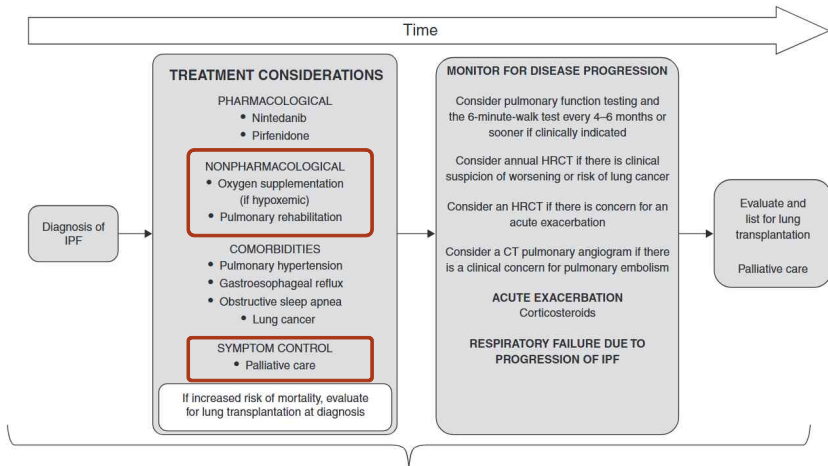 Time
Diagnosis of
IPF
TREATMENT CONSIDERATIONS
PHARMACOLOGICAL
• Nintedanib
• Pirfenidone
NONPHARMACOLOGICAL
• Oxygen supplementation
(if hypoxemic)
• Pulmonary rehabilitation
COMORBIDITIES
• Pulmonary hypertension
• Gastroesophageal reflux
• Obstructive sleep apnea
• Lung cancer
SYMPTOM CONTROL
• Palliative care
If increased risk of mortality, evaluate
for lung transplantation at diagnosis
MONITOR FOR DISEASE PROGRESSION
Consider pulmonary function testing and
the 6-minute-walk test every 4–6 months or
sooner if clinically indicated
Consider annual HRCT if there is clinical
suspicion of worsening or risk of lung cancer
Consider an HRCT if there is concern for an
acute exacerbation
Consider a CT pulmonary angiogram if there
is a clinical concern for pulmonary embolism
ACUTE EXACERBATION
Corticosteroids
RESPIRATORY FAILURE DUE TO
PROGRESSION OF IPF
Evaluate and
list for lung
transplantation
Palliative care